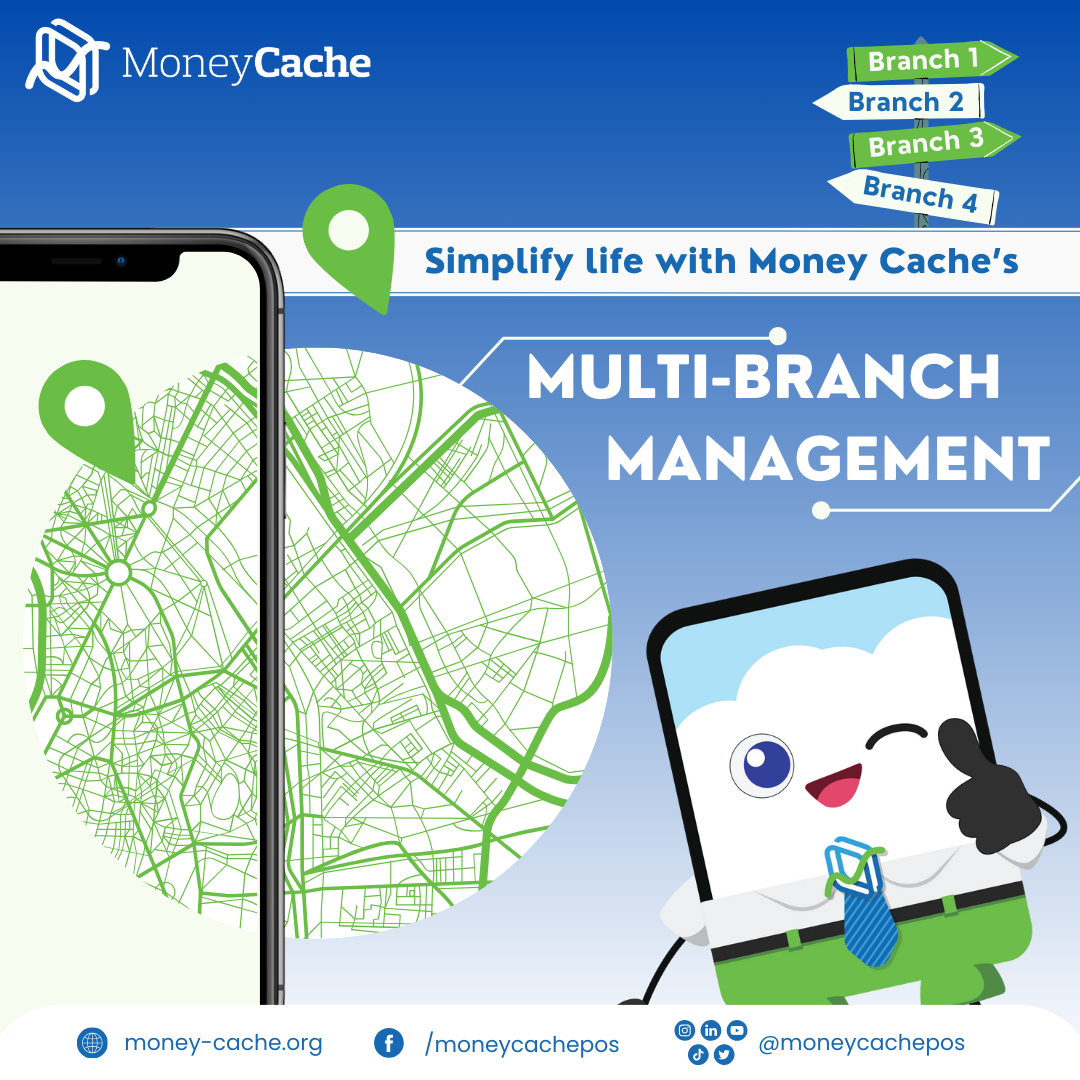 MoneyCache
Branch 1
Branch 2
Branch 3
Branch 4
Simplify life with Money Cache's
MULTI-BRANCH
MANAGEMENT
money-cache.org
/moneycachepos
@moneycachepos